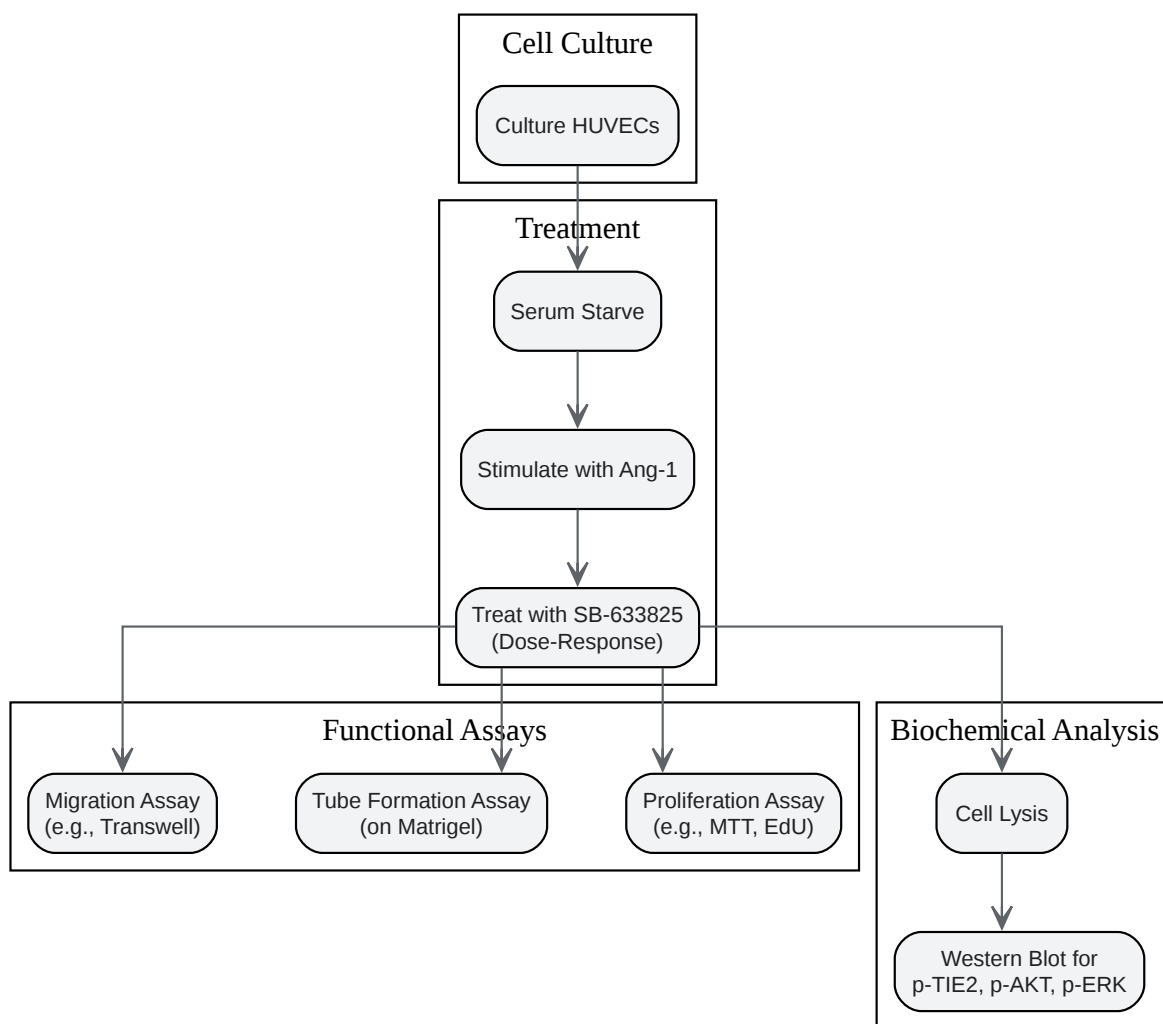 Cell Culture
Culture HUVECs
Treatment
Serum Starve
Stimulate with Ang-1
Treat with SB-633825
(Dose-Response)
Functional Assays
Biochemical Analysis
Migration Assay
(e.g., Transwell)
Tube Formation Assay
(on Matrigel)
Proliferation Assay
(e.g., MTT, EdU)
Cell Lysis
Western Blot for
p-TIE2, p-AKT, p-ERK